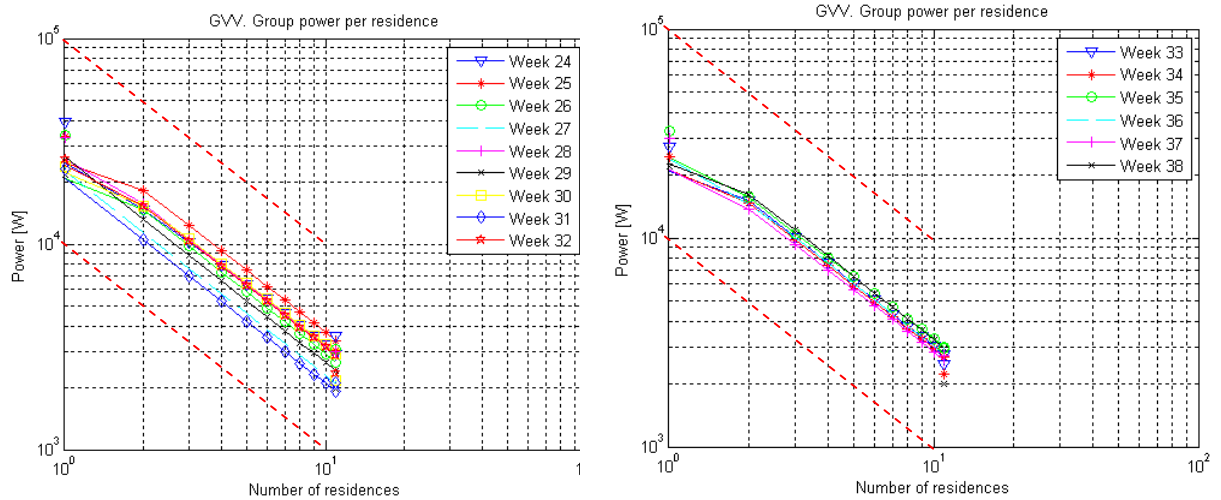 GVV. Group power per residence
10^5
10^4
10^3
Power [W]
Week 24
Week 25
Week 26
Week 27
Week 28
Week 29
Week 30
Week 31
Week 32
10^0
10^1
1
Number of residences
GVV. Group power per residence
10^5
10^4
10^3
Power [W]
Week 33
Week 34
Week 35
Week 36
Week 37
Week 38
10^0
10^1
10^2
Number of residences